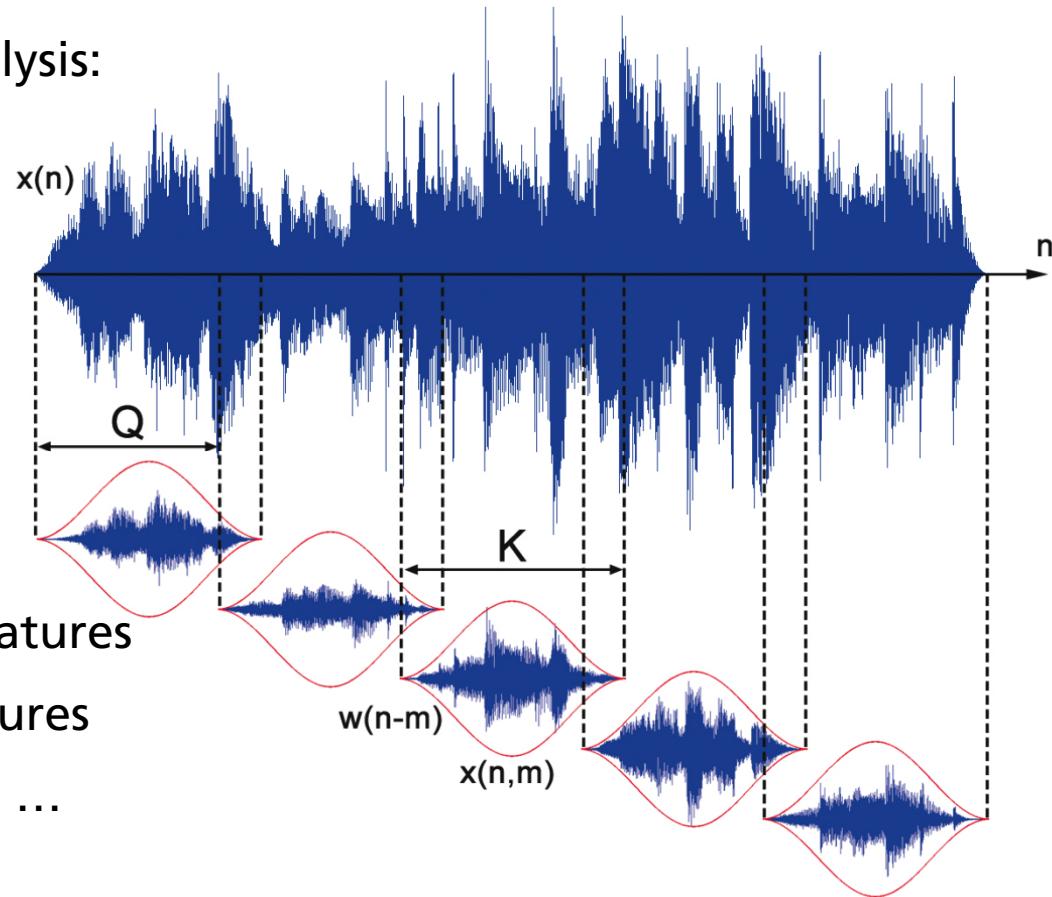 lysis:
x(n)
n
Q
K
atures
w(n-m)
ures
x(n,m)
...